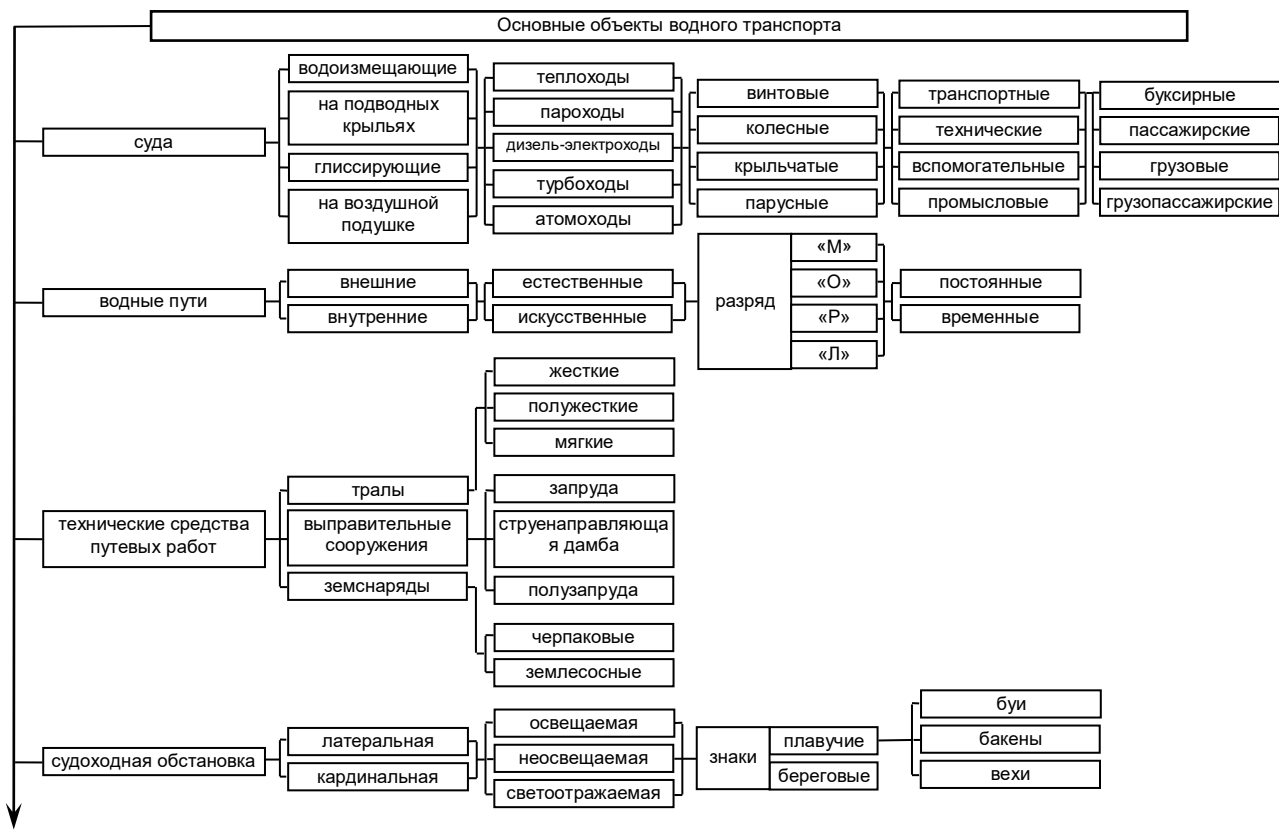 Основные объекты водного транспорта
суда
водоизмещающие
на подводных
крыльях
глиссирующие
на воздушной
подушке
теплоходы
пароходы
дизель-электроходы
турбоходы
атомоходы
винтовые
колесные
крыльчатые
парусные
транспортные
технические
вспомогательные
промысловые
буксирные
пассажирские
грузовые
грузопассажирские
водные пути
внешние
внутренние
естественные
искусственные
разряд
«М»
«О»
«Р»
«Л»
постоянные
временные
технические средства
путевых работ
тралы
выправительные
сооружения
земснаряды
жесткие
полужесткие
мягкие
запруда
струенаправляюща
я дамба
полузапруда
черпаковые
землесосные
судоходная обстановка
латеральная
кардинальная
освещаемая
неосвещаемая
светоотражаемая
знаки
плавучие
береговые
буи
бакены
вехи